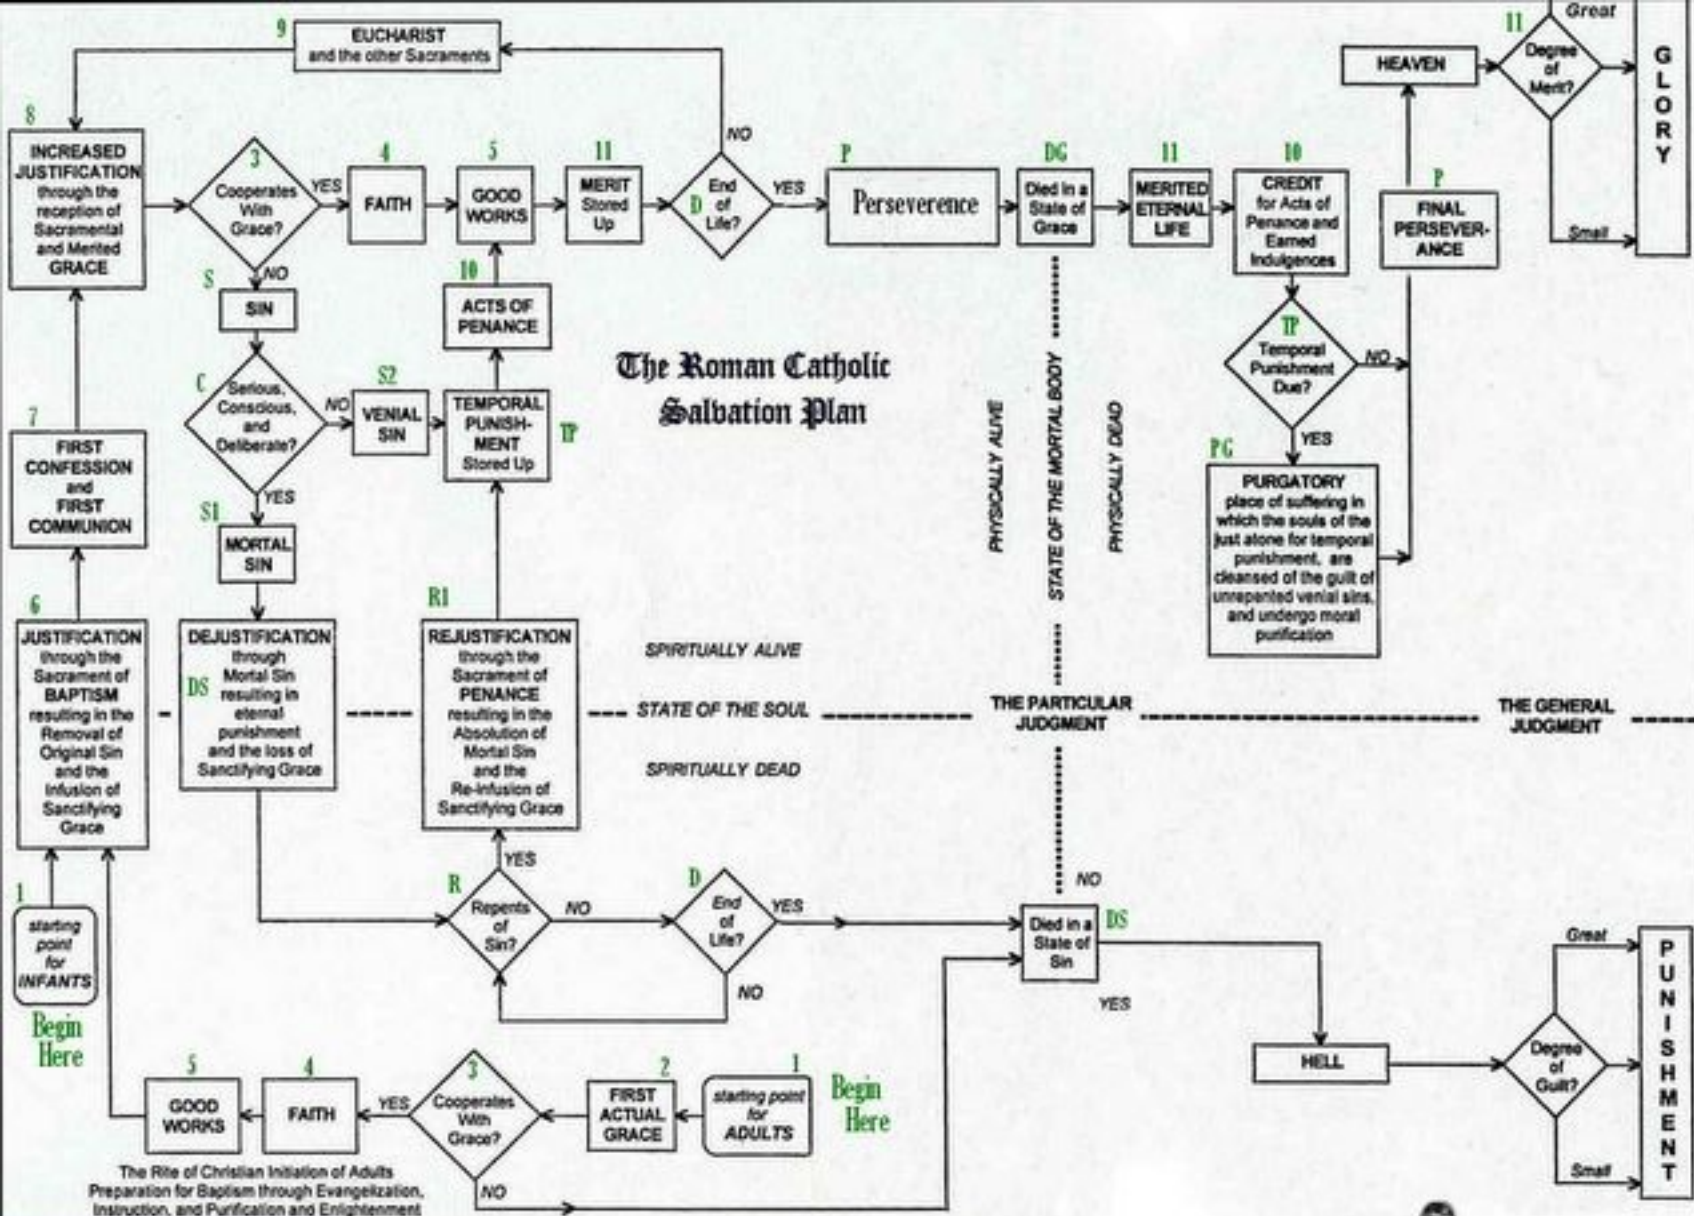 9
EUCHARIST
and the other Sacraments
8
INCREASED
JUSTIFICATION
through the
reception of
Sacramental
and Merited
GRACE
3
Cooperates
With
Grace?
YES
NO
4
FAITH
5
GOOD
WORKS
11
MERIT
Stored
Up
D
End
of
Life?
NO
YES
P
Perseverence
DG
Died in a
State of
Grace
11
MERITED
ETERNAL
LIFE
10
CREDIT
for Acts of
Penance and
Earned
Indulgences
P
FINAL
PERSEVER-
ANCE
HEAVEN
11
Degree
of
Merit?
Great
Small
GLORY
S
SIN
C
Serious,
Conscious,
and
Deliberate?
NO
YES
S2
VENIAL
SIN
TEMPORAL
PUNISH-
MENT
Stored Up
TP
10
ACTS OF
PENANCE
The Roman Catholic
Salvation Plan
PHYSICALLY ALIVE
STATE OF THE MORTAL BODY
PHYSICALLY DEAD
TP
Temporal
Punishment
Due?
NO
YES
PG
PURGATORY
place of suffering in
which the souls of the
just atone for temporal
punishment, are
cleansed of the guilt of
unrepented venial sins,
and undergo moral
purification
7
FIRST
CONFESSION
and
FIRST
COMMUNION
S1
MORTAL
SIN
6
JUSTIFICATION
through the
Sacrament of
BAPTISM
resulting in the
Removal of
Original Sin
and the
Infusion of
Sanctifying
Grace
DEJUSTIFICATION
through
Mortal Sin
DS
resulting in
eternal
punishment
and the loss of
Sanctifying Grace
R1
REJUSTIFICATION
through the
Sacrament of
PENANCE
resulting in the
Absolution of
Mortal Sin
and the
Re-infusion of
Sanctifying Grace
SPIRITUALLY ALIVE
STATE OF THE SOUL
SPIRITUALLY DEAD
THE PARTICULAR
JUDGMENT
THE GENERAL
JUDGMENT
1
starting
point
for
INFANTS
Begin
Here
R
Repents
of
Sin?
YES
NO
D
End
of
Life?
YES
NO
NO
Died in a
State of
Sin
DS
YES
HELL
Degree
of
Guilt?
Great
Small
PUNISHMENT
5
GOOD
WORKS
4
FAITH
YES
3
Cooperates
With
Grace?
NO
2
FIRST
ACTUAL
GRACE
1
starting point
for
ADULTS
Begin
Here
The Rite of Christian Initiation of Adults
Preparation for Baptism through Evangelization,
Instruction, and Purification and Enlightenment